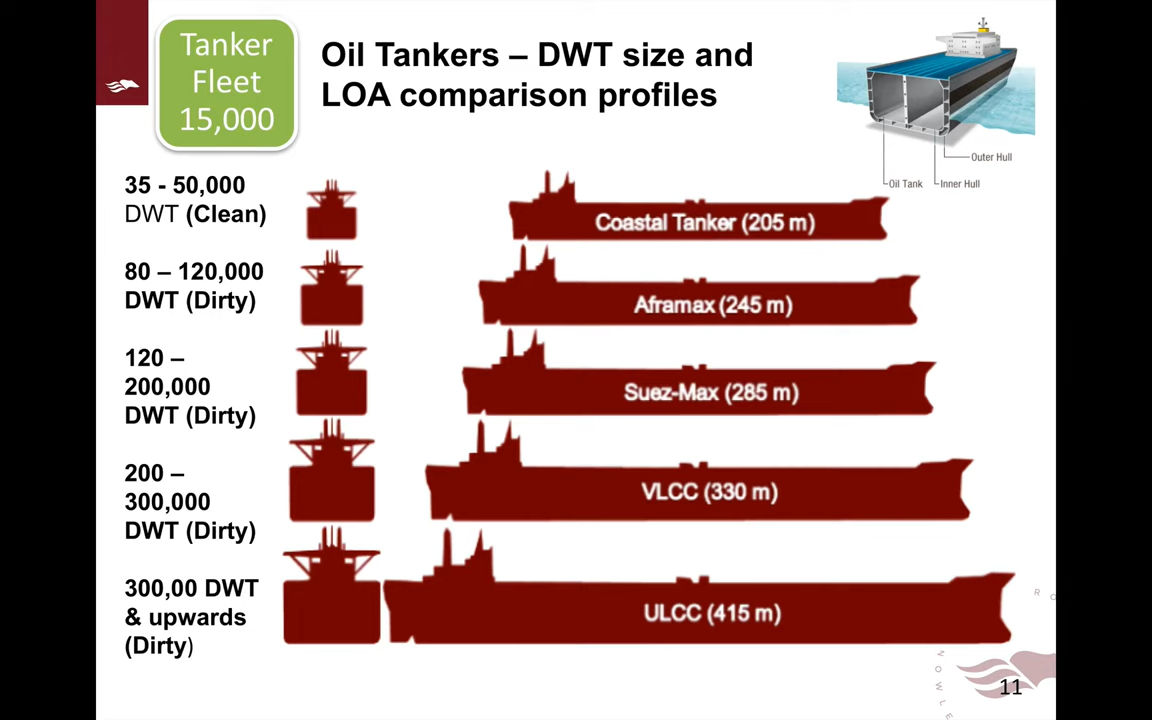 Tanker
Fleet
15,000
Oil Tankers – DWT size and
LOA comparison profiles
Outer Hull
Oil Tank
Inner Hull
35 - 50,000
DWT (Clean)
Coastal Tanker (205 m)
80 – 120,000
DWT (Dirty)
Aframax (245 m)
120 –
200,000
DWT (Dirty)
Suez-Max (285 m)
200 –
300,000
DWT (Dirty)
VLCC (330 m)
300,00 DWT
& upwards
(Dirty)
ULCC (415 m)
11